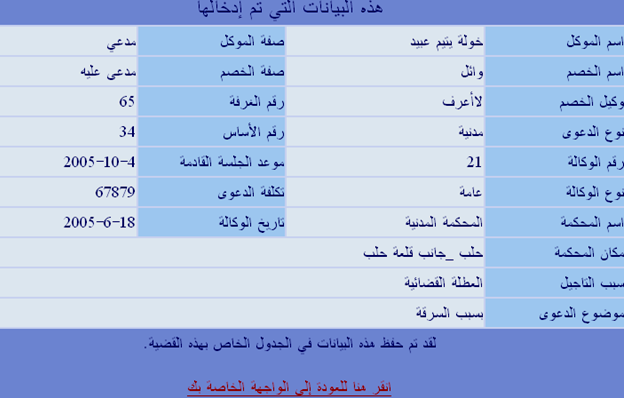 هذه البيانات التي تم إدخالها
اسم الموكل خولة يتيم عبيد صفة الموكل مدعي
اسم الخصم وائل صفة الخصم مدعى عليه
وكيل الخصم لاأعرف رقم الغرفة 65
نوع الدعوى مدنية رقم الأساس 34
رقم الوكالة 21 موعد الجلسة القادمة 2005-10-4
نوع الوكالة عامة تكلفة الدعوى 67879
اسم المحكمة المحكمة المدنية تاريخ الوكالة 2005-6-18
مكان المحكمة حلب _جانب قلعة حلب
سبب التاجيل العطلة القضائية
موضوع الدعوى بسبب السرقة
لقد تم حفظ هذه البيانات في الجدول الخاص بهذه القضية.
انقر هنا للعودة إلى الواجهة الخاصة بك